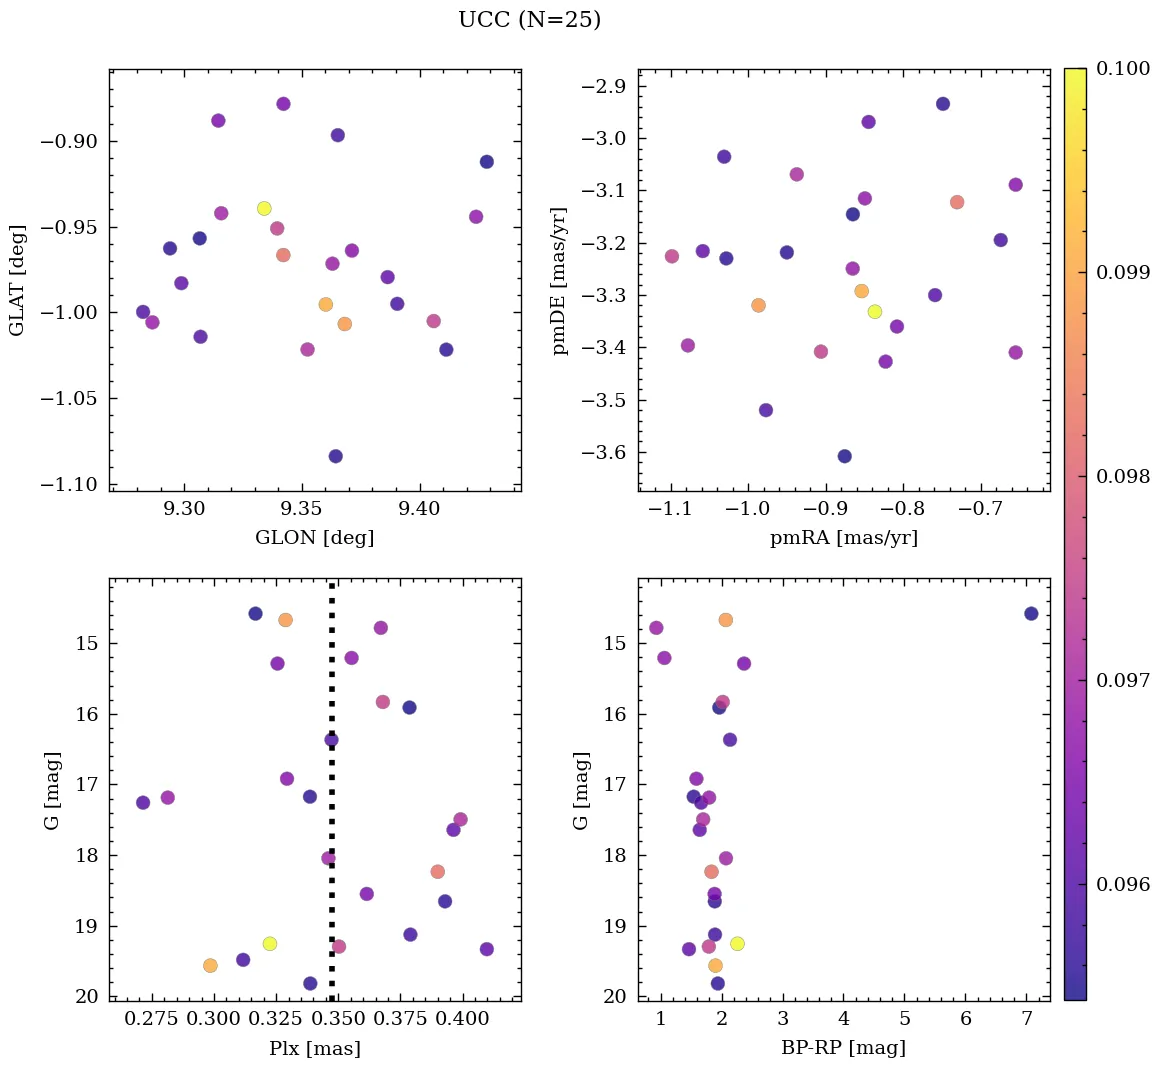 UCC (N=25)
−0.90
−0.95
−1.00
−1.05
−1.10
GLAT [deg]
9.30 9.35 9.40
GLON [deg]
−2.9
−3.0
−3.1
−3.2
−3.3
−3.4
−3.5
−3.6
pmDE [mas/yr]
−1.1 −1.0 −0.9 −0.8 −0.7
pmRA [mas/yr]
0.100
0.099
0.098
0.097
0.096
15
16
17
18
19
20
G [mag]
0.275 0.300 0.325 0.350 0.375 0.400
Plx [mas]
15
16
17
18
19
20
G [mag]
1 2 3 4 5 6 7
BP-RP [mag]